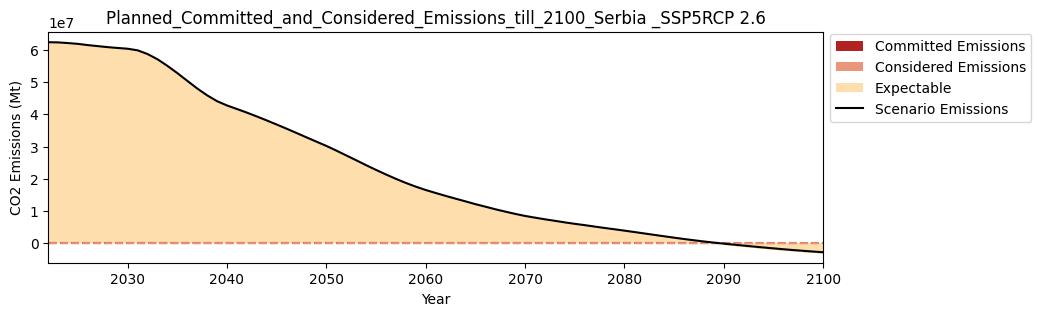 Planned_Committed_and_Considered_Emissions_till_2100_Serbia _SSP5RCP 2.6
1e7
6
5
4
3
2
1
0
CO2 Emissions (Mt)
2030 2040 2050 2060 2070 2080 2090 2100
Year
Committed Emissions
Considered Emissions
Expectable
Scenario Emissions